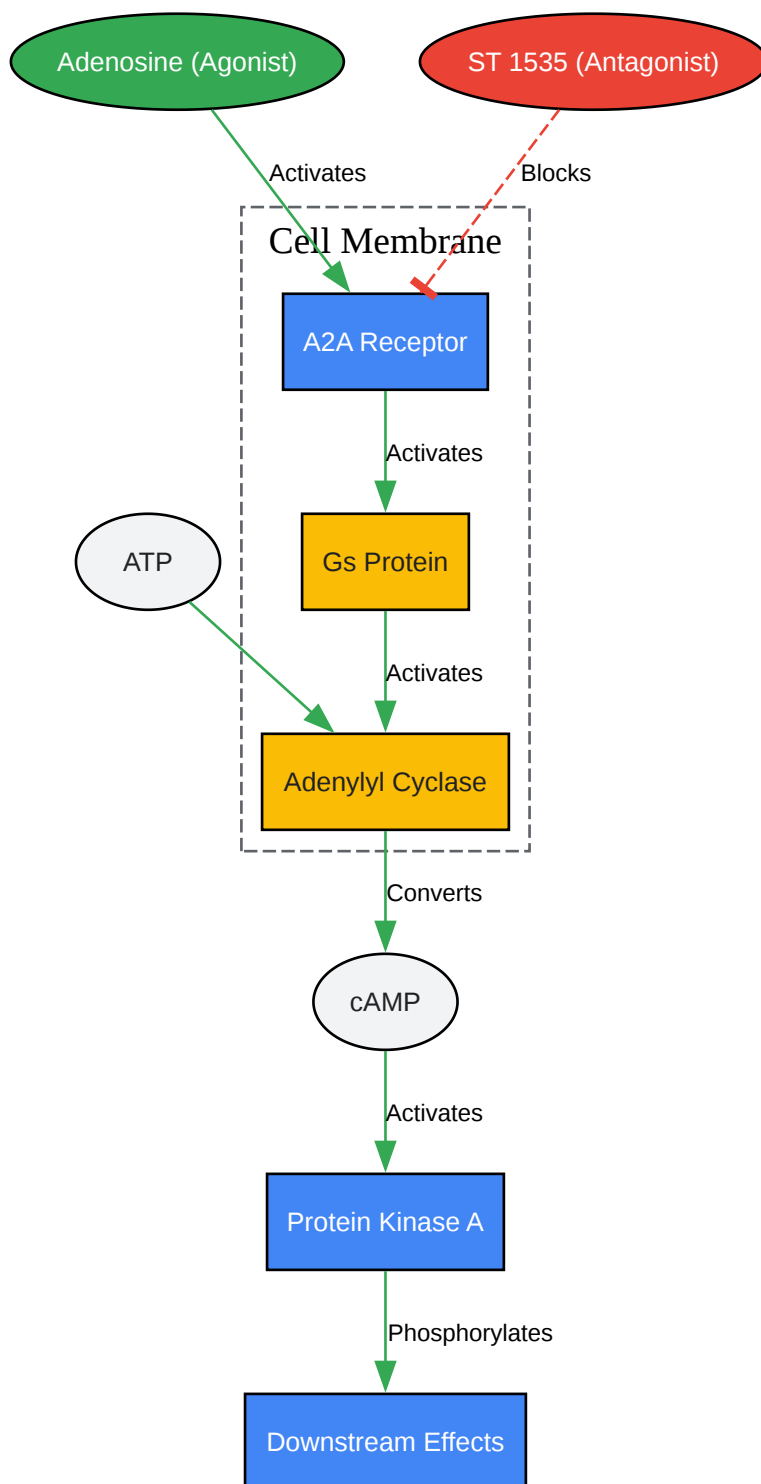 Adenosine (Agonist)
ST 1535 (Antagonist)
Activates
Blocks
Cell Membrane
A2A Receptor
Activates
ATP
Gs Protein
Activates
Adenylyl Cyclase
Converts
cAMP
Activates
Protein Kinase A
Phosphorylates
Downstream Effects